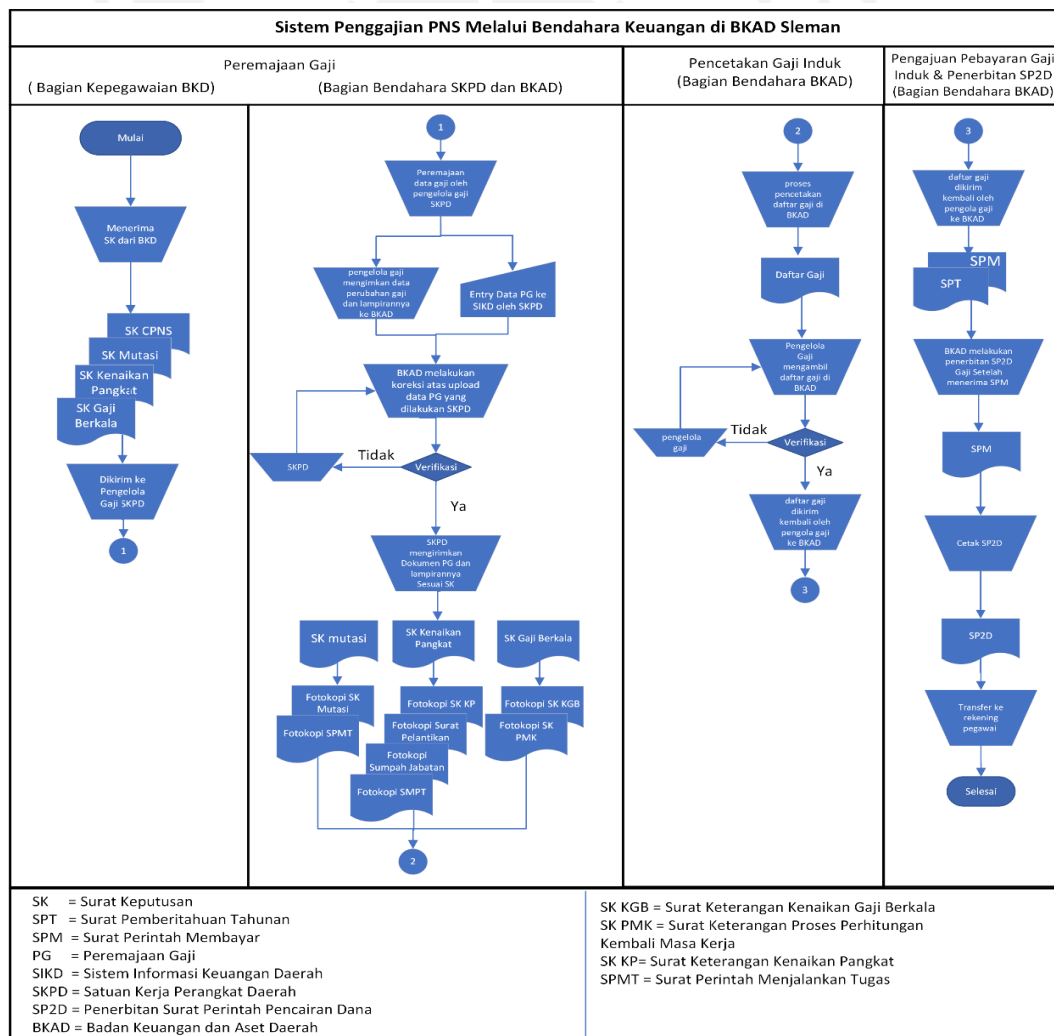 Sistem Penggajian PNS Melalui Bendahara Keuangan di BKAD Sleman
Peremajaan Gaji
( Bagian Kepegawaian BKD)
(Bagian Bendahara SKPD dan BKAD)
Pencetakan Gaji Induk
(Bagian Bendahara BKAD)
Pengajuan Pebayaran Gaji
Induk & Penerbitan SP2D
(Bagian Bendahara BKAD)
Mulai
Menerima
SK dari BKD
SK CPNS
SK Mutasi
SK Kenaikan
Pangkat
SK Gaji
Berkala
Dikirim ke
Pengelola
Gaji SKPD
1
1
Peremajaan
data gaji oleh
pengelola gaji
SKPD
pengelola gaji
mengimkan data
perubahan gaji
dan lampirannya
ke BKAD
Entry Data PG ke
SIKD oleh SKPD
BKAD melakukan
koreksi atas upload
data PG yang
dilakukan SKPD
SKPD
Tidak
Verifikasi
Ya
SKPD
mengirimkan
Dokumen PG dan
lampirannya
Sesuai SK
SK mutasi
SK Kenaikan
Pangkat
SK Gaji Berkala
Fotokopi SK
Mutasi
Fotokopi SPMT
Fotokopi SK KP
Fotokopi Surat
Pelantikan
Fotokopi
Sumpah Jabatan
Fotokopi SMPT
Fotokopi SK KGB
Fotokopi SK
PMK
2
2
proses
pencetakan
daftar gaji di
BKAD
Daftar Gaji
Pengelola
Gaji
mengambil
daftar gaji di
BKAD
pengelola
gaji
Tidak
Verifikasi
Ya
daftar gaji
dikirim
kembali oleh
pengola gaji
ke BKAD
3
3
daftar gaji
dikirim
kembali oleh
pengola gaji
ke BKAD
SPM
SPT
BKAD melakukan
penerbitan SP2D
Gaji Setelah
menerima SPM
SPM
Cetak SP2D
SP2D
Transfer ke
rekening
pegawai
Selesai
SK = Surat Keputusan
SPT = Surat Pemberitahuan Tahunan
SPM = Surat Perintah Membayar
PG = Peremajaan Gaji
SIKD = Sistem Informasi Keuangan Daerah
SKPD = Satuan Kerja Perangkat Daerah
SP2D = Penerbitan Surat Perintah Pencairan Dana
BKAD = Badan Keuangan dan Aset Daerah
SK KGB = Surat Keterangan Kenaikan Gaji Berkala
SK PMK = Surat Keterangan Proses Perhitungan
Kembali Masa Kerja
SK KP= Surat Keterangan Kenaikan Pangkat
SPMT = Surat Perintah Menjalankan Tugas